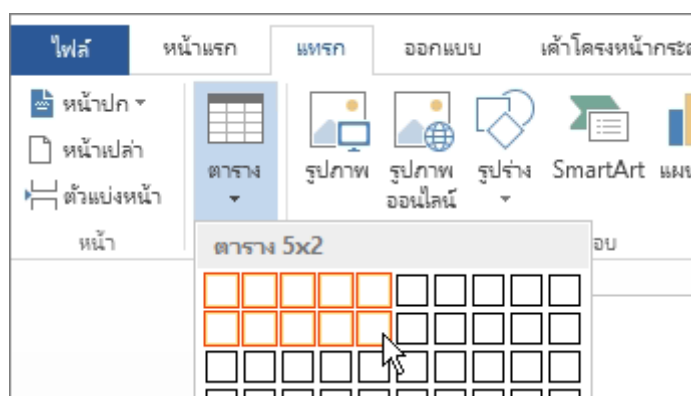 ไฟล์ หน้าแรก แทรก ออกแบบ เค้าโครงหน้ากระด
หน้าปก
หน้าเปล่า
ตัวแบ่งหน้า
หน้า
ตาราง
รูปภาพ
รูปภาพ
ออนไลน์
รูปร่าง
SmartArt
แผน
อบ
ตาราง 5x2